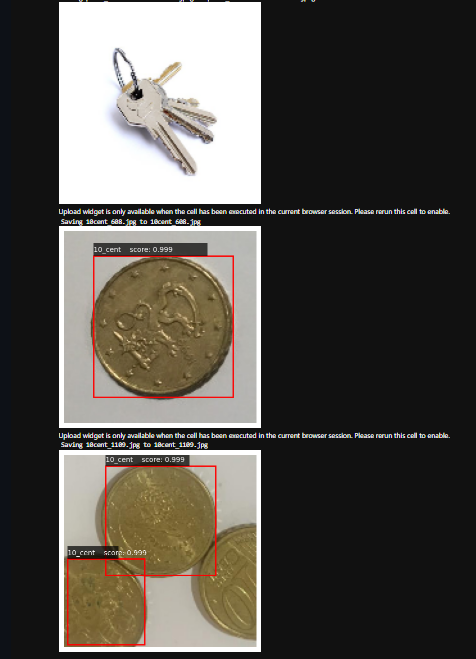 Upload widget is only available when the cell has been executed in the current browser session. Please rerun this cell to enable.
Saving 10cent_608.jpg to 10cent_608.jpg
10_cent score: 0.999
Upload widget is only available when the cell has been executed in the current browser session. Please rerun this cell to enable.
Saving 10cent_1109.jpg to 10cent_1109.jpg
10_cent score: 0.999
10_cent score: 0.999
10